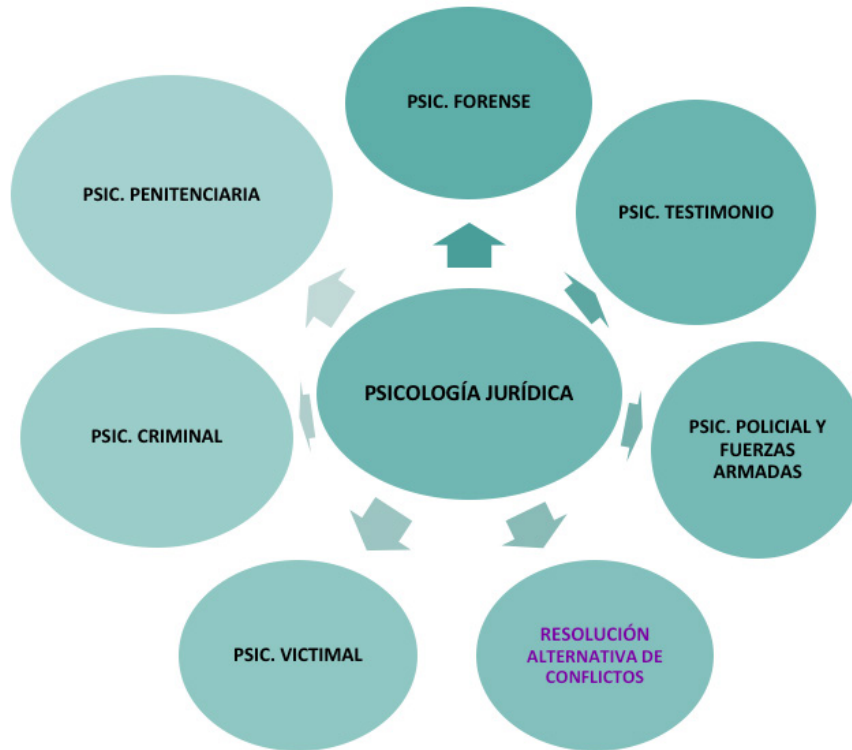 PSIC. FORENSE
PSIC. PENITENCIARIA
PSIC. TESTIMONIO
PSICOLOGÍA JURÍDICA
PSIC. CRIMINAL
PSIC. POLICIAL Y
FUERZAS
ARMADAS
PSIC. VICTIMAL
RESOLUCIÓN
ALTERNATIVA DE
CONFLICTOS